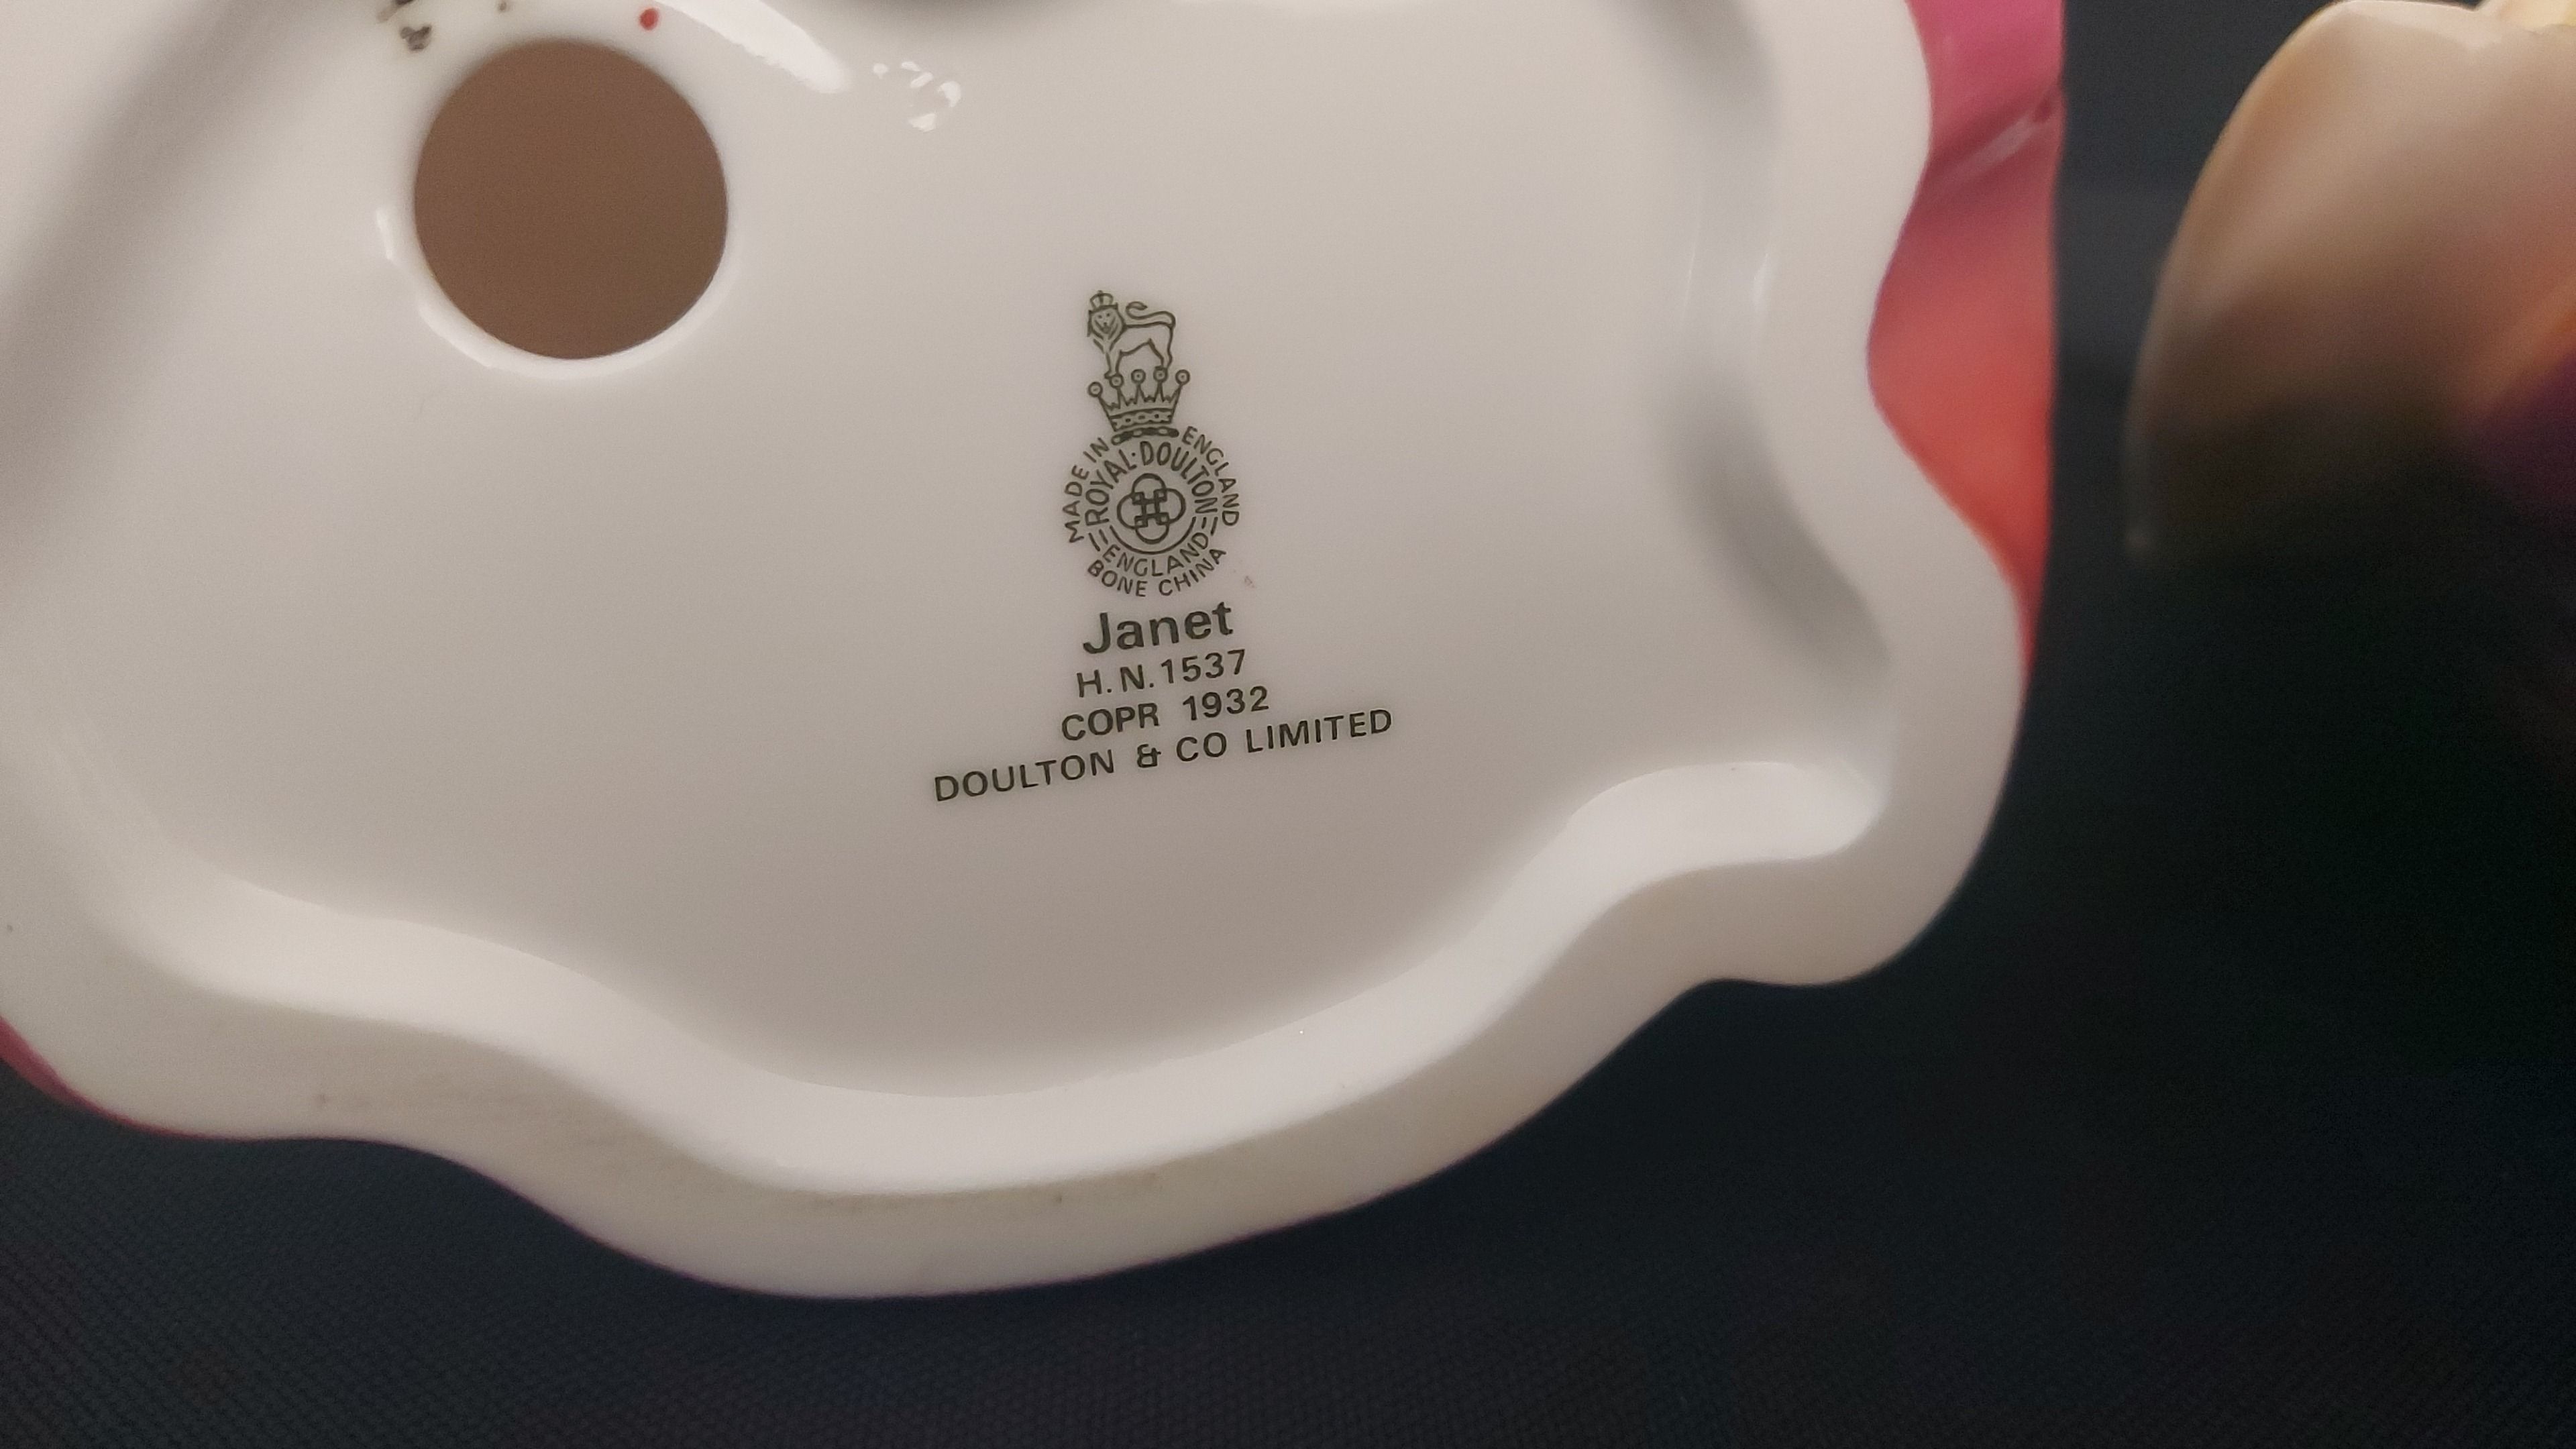 MADE IN ENGLAND
ROYAL·DOULTON
ENGLAND
BONE CHINA
Janet
H.N.1537
COPR 1932
DOULTON & CO LIMITED